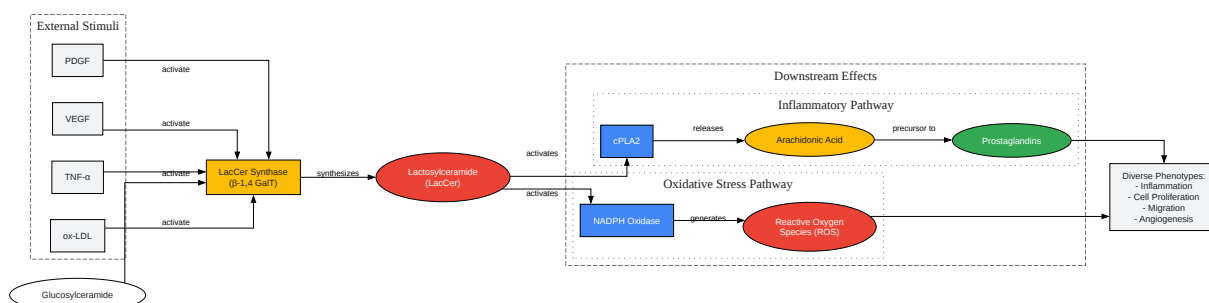 External Stimuli
PDGF
activate
VEGF
activate
TNF-α
activate
ox-LDL
activate
Glucosylceramide
LacCer Synthase
(β-1,4 GalT)
synthesizes
Lactosylceramide
(LacCer)
activates
activates
Downstream Effects
Inflammatory Pathway
cPLA2
releases
Arachidonic Acid
precursor to
Prostaglandins
Oxidative Stress Pathway
NADPH Oxidase
generates
Reactive Oxygen
Species (ROS)
Diverse Phenotypes:
- Inflammation
- Cell Proliferation
- Migration
- Angiogenesis